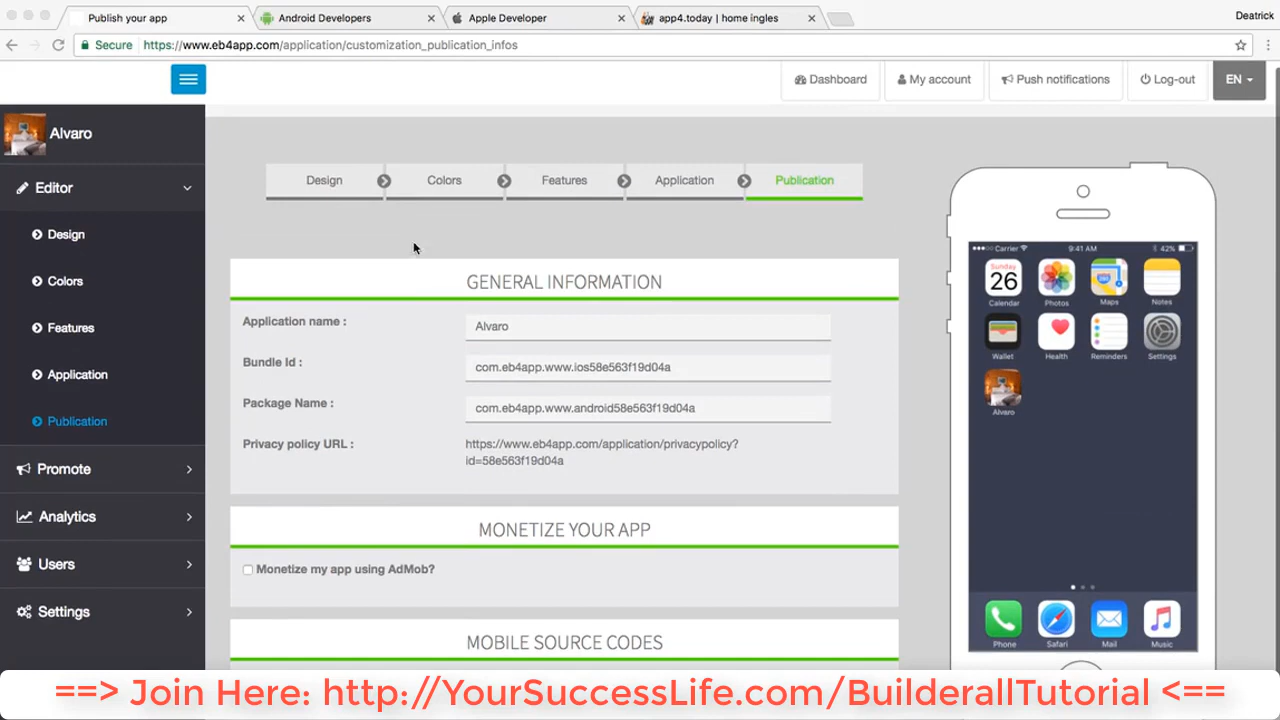 Publish your app
Android Developers
Apple Developer
app4.today | home ingles
Deatrick
Secure https://www.eb4app.com/application/customization_publication_infos
Dashboard
My account
Push notifications
Log-out
EN
Alvaro
Editor
Design
Colors
Features
Application
Publication
Promote
Analytics
Users
Settings
Design
Colors
Features
Application
Publication
GENERAL INFORMATION
Application name :
Alvaro
Bundle Id :
com.eb4app.www.ios58e563f19d04a
Package Name :
com.eb4app.www.android58e563f19d04a
Privacy policy URL :
https://www.eb4app.com/application/privacypolicy?
id=58e563f19d04a
MONETIZE YOUR APP
Monetize my app using AdMob?
MOBILE SOURCE CODES
Carrier 9:41 AM 42%
Sunday
26
Calendar Photos Maps Notes
Wallet Health Reminders Settings
Alvaro
Phone Safari Mail Music
==> Join Here: http://YourSuccessLife.com/BuilderallTutorial <==